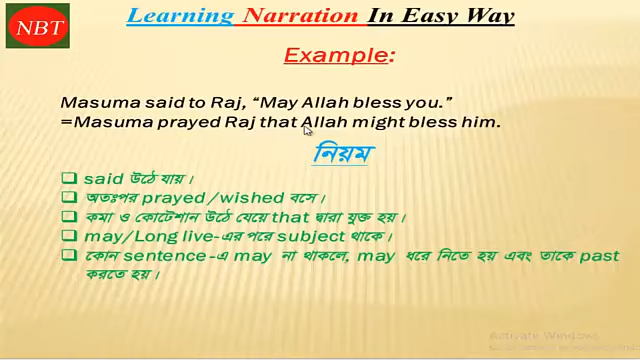 NBT
Learning Narration In Easy Way
Example:
Masuma said to Raj, “May Allah bless you.”
=Masuma prayed Raj that Allah might bless him.
নিয়ম
❑ said উঠে যায়।
❑ অতঃপর prayed/wished বসে।
❑ কমা ও কোটেশান উঠে যেয়ে that দ্বারা যুক্ত হয়।
❑ may/Long live-এর পরে subject থাকে।
❑ কোন sentence-এ may না থাকলে, may ধরে নিতে হয় এবং তাকে past
করতে হয়।
Activate Windows